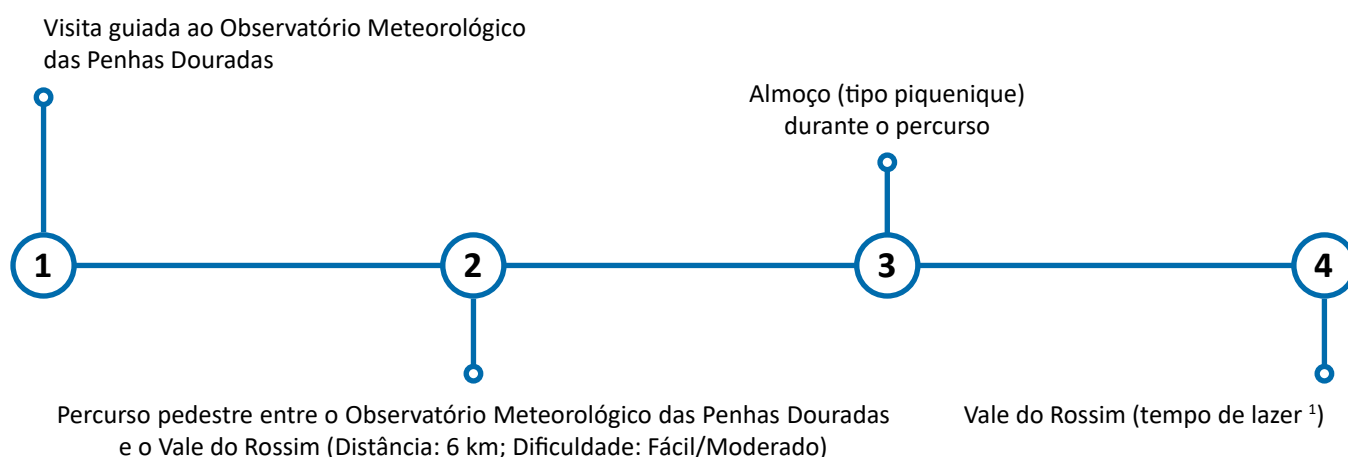 Visita guiada ao Observatório Meteorológico
das Penhas Douradas
Almoço (tipo piquenique)
durante o percurso
1
2
3
4
Percurso pedestre entre o Observatório Meteorológico das Penhas Douradas
e o Vale do Rossim (Distância: 6 km; Dificuldade: Fácil/Moderado)
Vale do Rossim (tempo de lazer ¹)